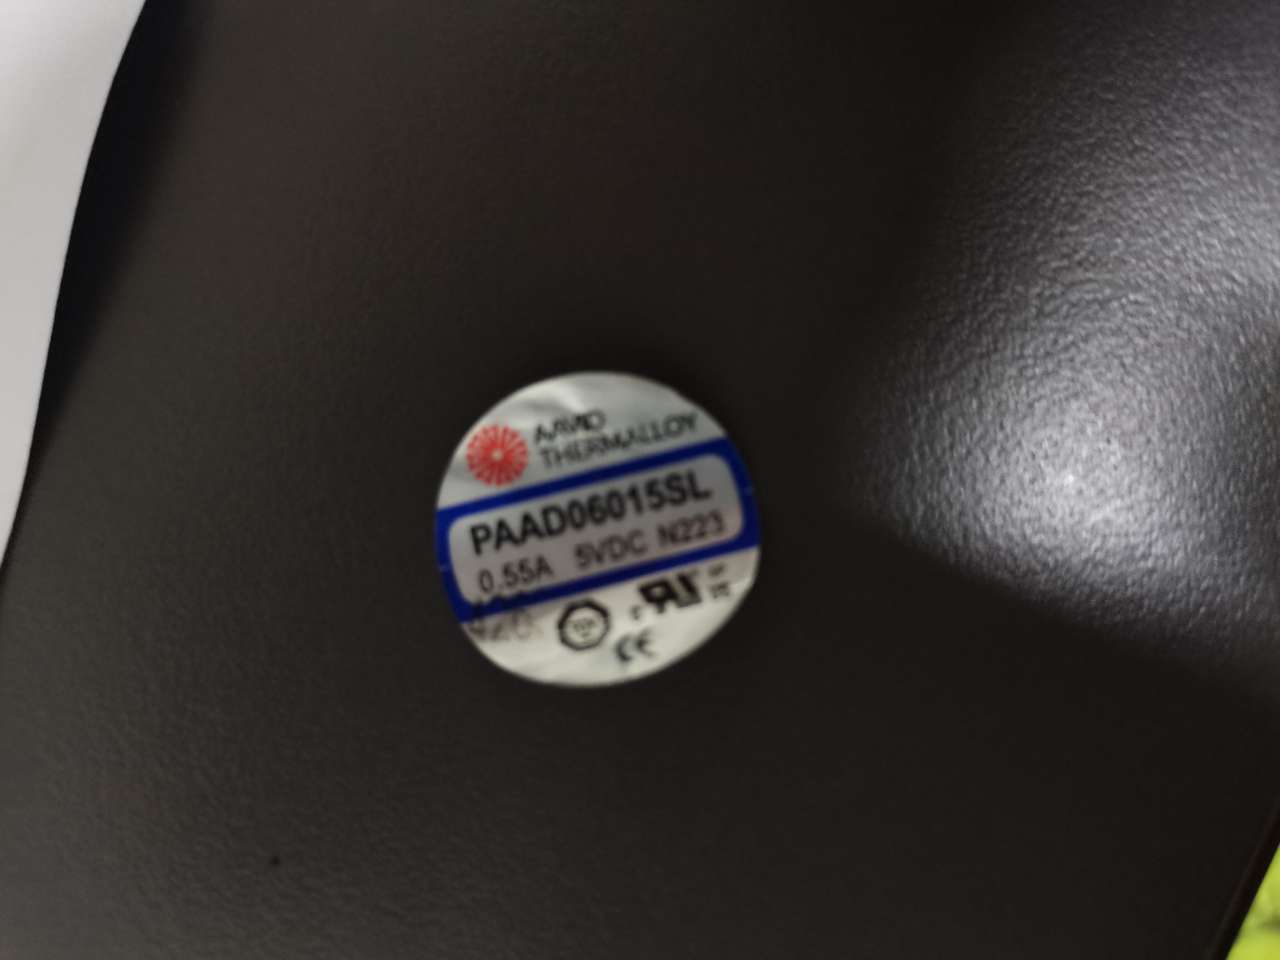 AAVID
THERMALLOY
PAAD06015SL
0.55A 5VDC N223
CE